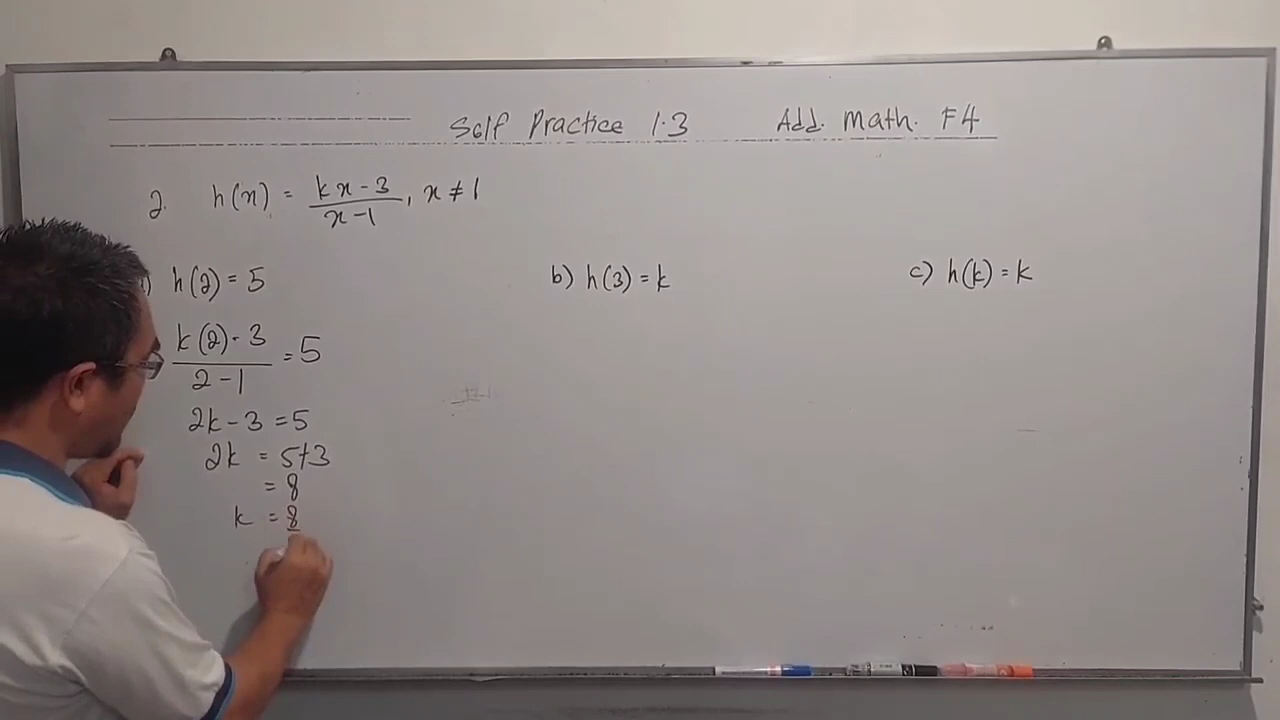 Self Practice 1.3 Add. Math. F4
2. h(x) = kx - 3 / x - 1, x ≠ 1
) h(2) = 5
k(2) - 3 / 2 - 1 = 5
2k - 3 = 5
2k = 5+3
= 8
k = 8
b) h(3) = k
c) h(k) = k